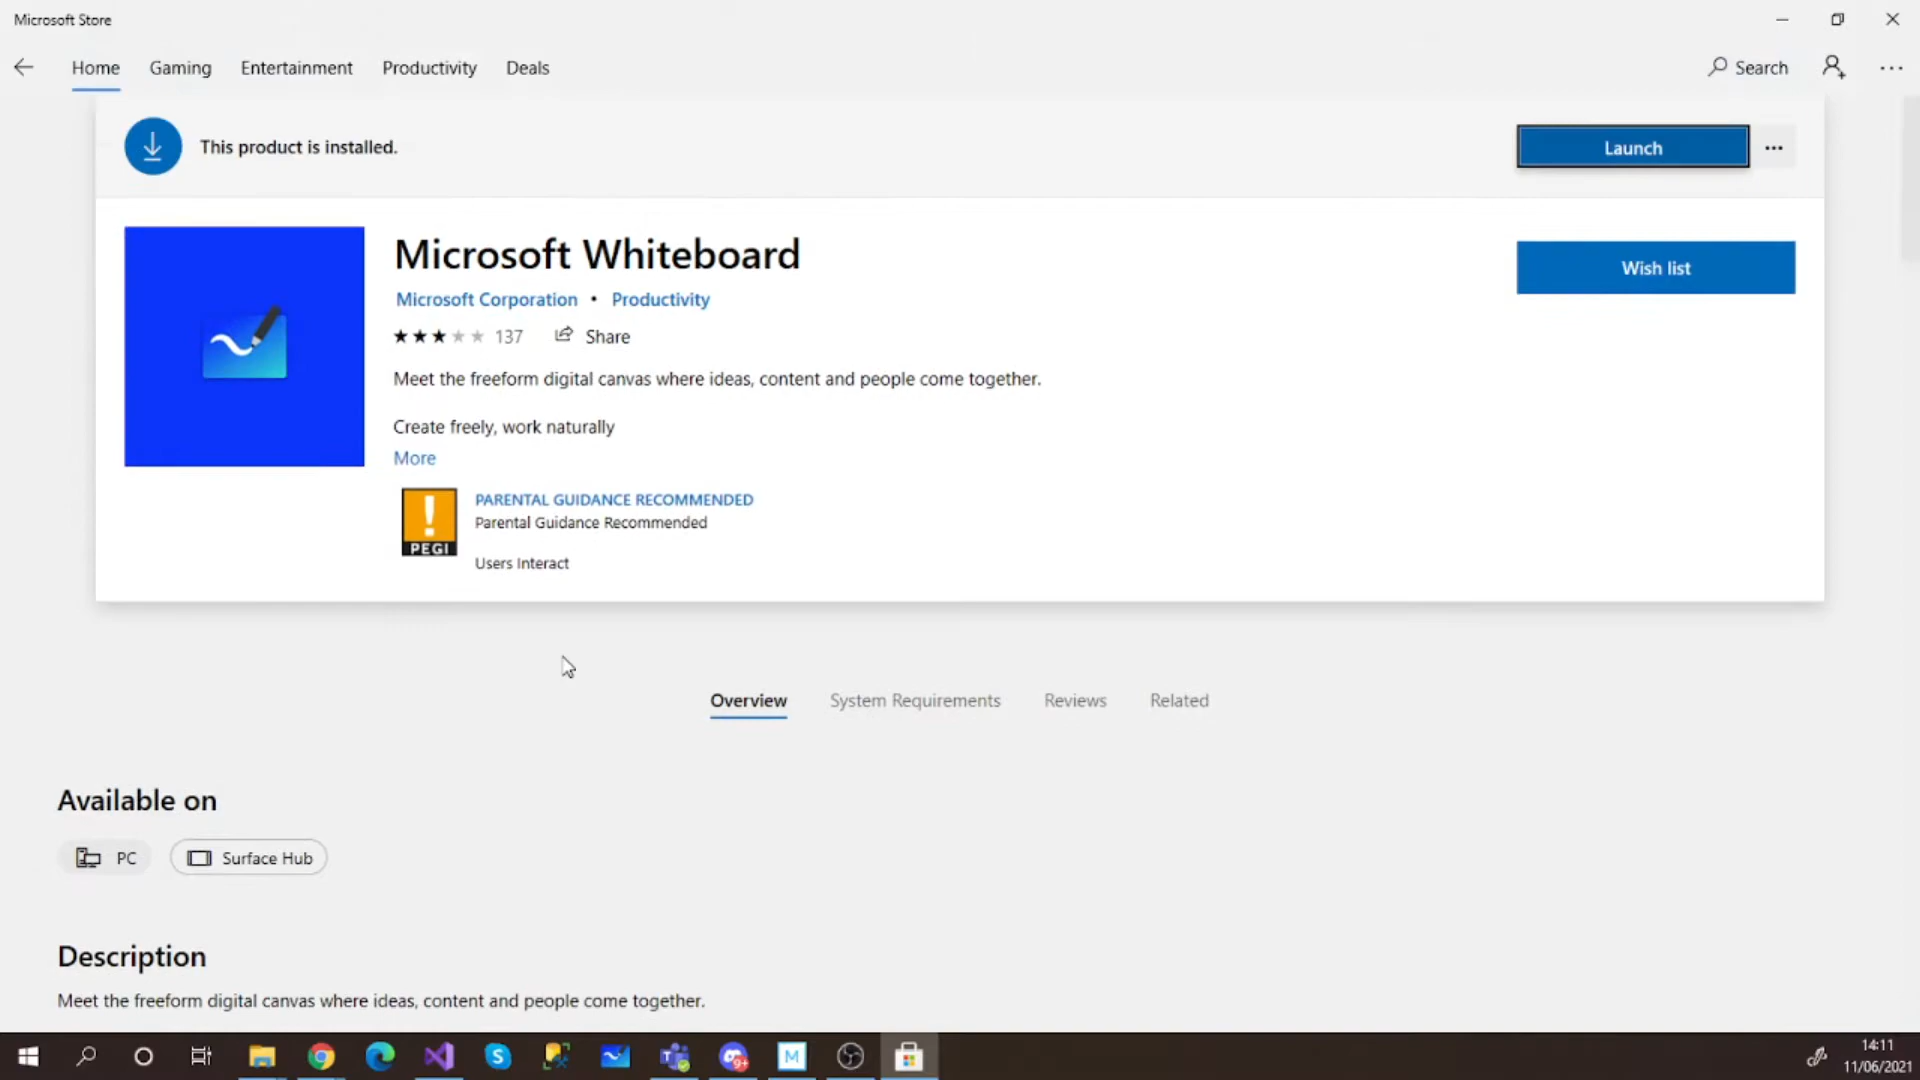 Microsoft Store
Home Gaming Entertainment Productivity Deals Search
This product is installed. Launch
Microsoft Whiteboard
Wish list
Microsoft Corporation • Productivity
137 Share
Meet the freeform digital canvas where ideas, content and people come together.
Create freely, work naturally
More
PARENTAL GUIDANCE RECOMMENDED
Parental Guidance Recommended
PEGI
Users Interact
Overview System Requirements Reviews Related
Available on
PC Surface Hub
Description
Meet the freeform digital canvas where ideas, content and people come together.
14:11
11/06/2021